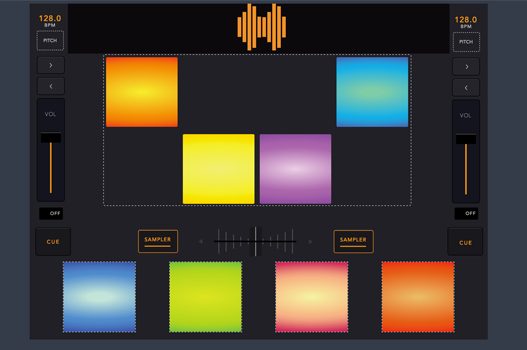 128.0
BPM
PITCH
VOL
OFF
CUE
SAMPLER
SAMPLER
128.0
BPM
PITCH
VOL
OFF
CUE